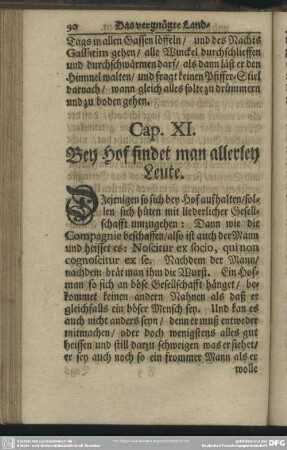 90 Das vergnügte Land-
Tags in allen Gassen löffeln / und des Nachts
Gassatim gehen / alle Winckel durchschlieffen
und durchschwärmen darf / als dann läst er den
Himmel walten / und fragt keinen Pfiffer-Stiel
darnach / wann gleich alles solte zu drümmern
und zu boden gehen.
Cap. XI.
Bey Hof findet man allerley
Leute.
Diejenigen so sich bey Hof aufhalten / sol-
len sich hüten mit liederlicher Gesell-
schafft umzugehen: Dann wie die
Compagnie beschaffen / also ist auch der Mann
und heisset es: Noscitur ex socio, qui non
cognoscitur ex se. Nachdem der Mann /
nachdem brät man ihm die Wurst. Ein Hof-
man so sich an böse Gesellschafft hänget / be-
kommet keinen andern Nahmen als daß er
gleichfalls ein böser Mensch sey. Und kan es
auch nicht anders seyn / denn er muß entweder
mitmachen / oder doch wenigstens alles gut
heissen und still darzu schweigen was er siehet /
er sey auch noch so ein frommer Mann als er
wolle
DFG